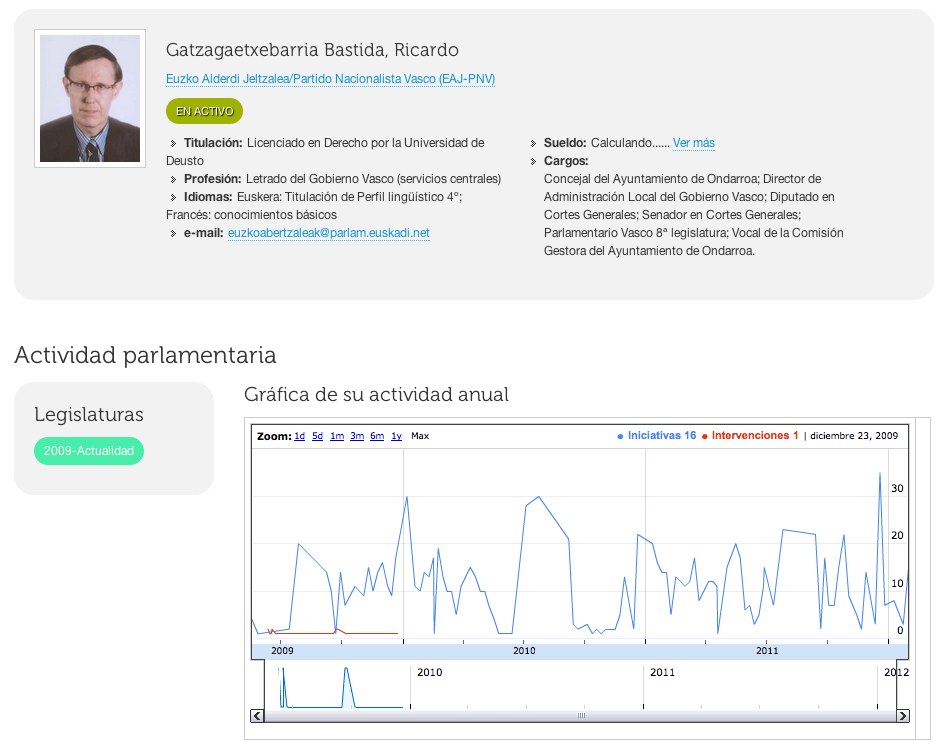 Gatzagaetxebarria Bastida, Ricardo
Euzko Alderdi Jeltzalea/Partido Nacionalista Vasco (EAJ-PNV)
EN ACTIVO
Titulación: Licenciado en Derecho por la Universidad de
Deusto
Profesión: Letrado del Gobierno Vasco (servicios centrales)
Idiomas: Euskera: Titulación de Perfil lingüístico 4º;
Francés: conocimientos básicos
e-mail: euzkoabertzaleak@parlam.euskadi.net
Sueldo: Calculando...... Ver más
Cargos:
Concejal del Ayuntamiento de Ondarroa; Director de
Administración Local del Gobierno Vasco; Diputado en
Cortes Generales; Senador en Cortes Generales;
Parlamentario Vasco 8ª legislatura; Vocal de la Comisión
Gestora del Ayuntamiento de Ondarroa.
Actividad parlamentaria
Legislaturas
2009-Actualidad
Gráfica de su actividad anual
Zoom: 1d 5d 1m 3m 6m 1y Max
Iniciativas 16 Intervenciones 1 | diciembre 23, 2009
30
20
10
0
2009 2010 2011
2010 2011 2012